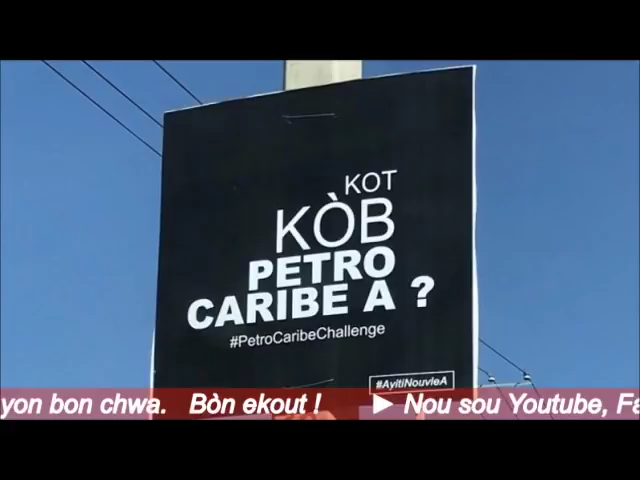 KOT
KÒB
PETRO
CARIBE A ?
#PetroCaribeChallenge
#AyitiNouvleA
yon bon chwa. Bòn ekout ! ► Nou sou Youtube, Fa